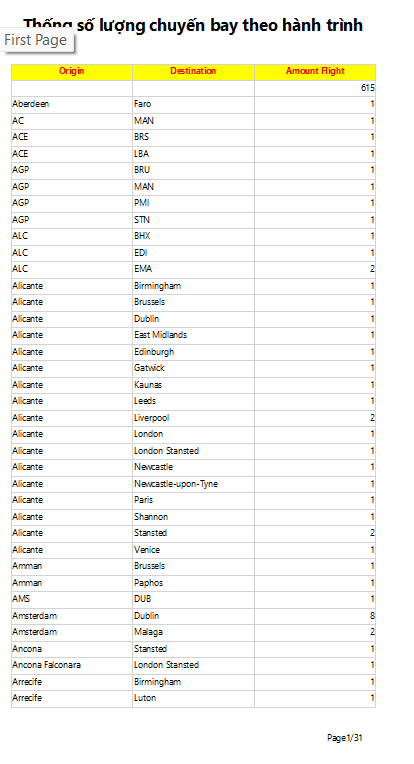 Thống số lượng chuyến bay theo hành trình
First Page
Origin Destination Amount Flight
615
Aberdeen Faro 1
AC MAN 1
ACE BRS 1
ACE LBA 1
AGP BRU 1
AGP MAN 1
AGP PMI 1
AGP STN 1
ALC BHX 1
ALC EDI 1
ALC EMA 2
Alicante Birmingham 1
Alicante Brussels 1
Alicante Dublin 1
Alicante East Midlands 1
Alicante Edinburgh 1
Alicante Gatwick 1
Alicante Kaunas 1
Alicante Leeds 1
Alicante Liverpool 2
Alicante London 1
Alicante London Stansted 1
Alicante Newcastle 1
Alicante Newcastle-upon-Tyne 1
Alicante Paris 1
Alicante Shannon 1
Alicante Stansted 2
Alicante Venice 1
Amman Brussels 1
Amman Paphos 1
AMS DUB 1
Amsterdam Dublin 8
Amsterdam Malaga 2
Ancona Stansted 1
Ancona Falconara London Stansted 1
Arrecife Birmingham 1
Arrecife Luton 1
Page1/31